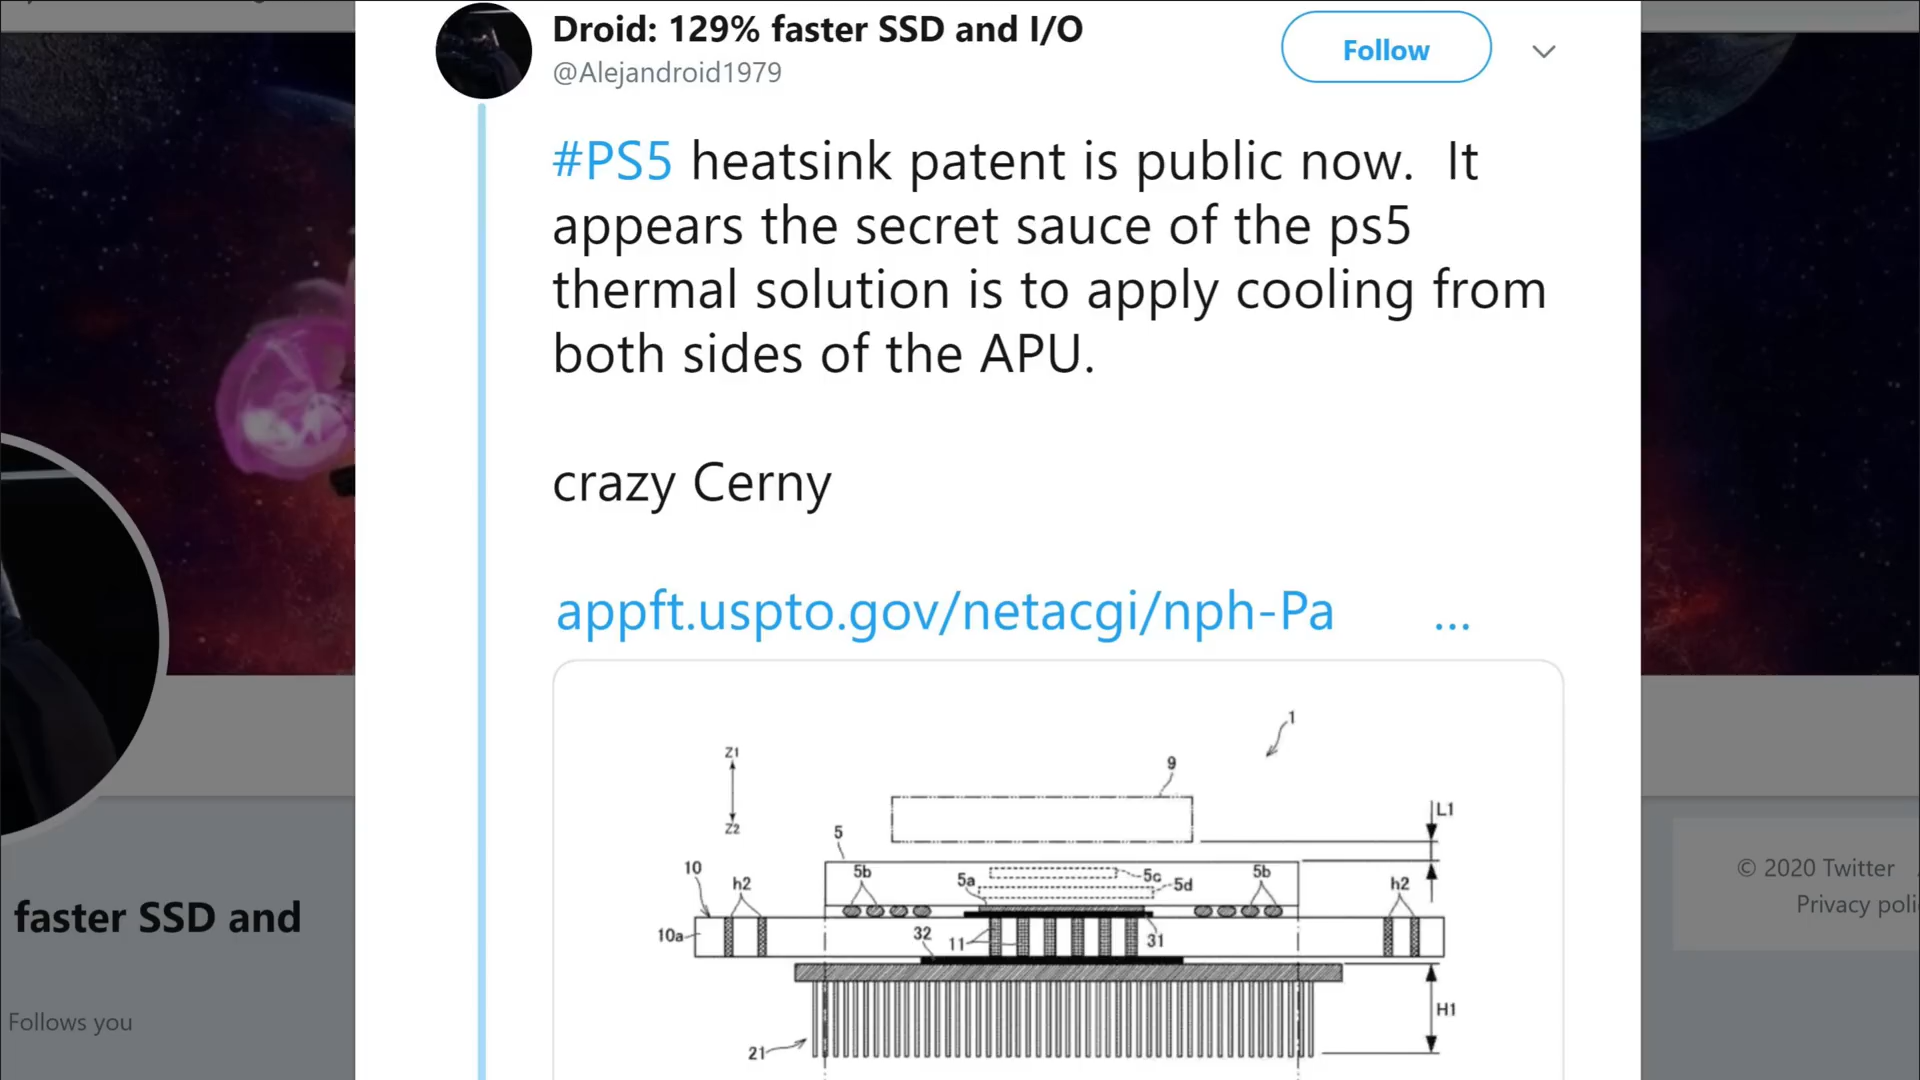 Droid: 129% faster SSD and I/O
@Alejandroid1979
Follow
#PS5 heatsink patent is public now.  It
appears the secret sauce of the ps5
thermal solution is to apply cooling from
both sides of the APU.
crazy Cerny
appft.uspto.gov/netacgi/nph-Pa ...
1
Z1
9
L1
Z2
5
10
h2
5b
5a
5c
5d
5b
h2
10a
32
11
31
H1
21
faster SSD and
Follows you
© 2020 Twitter
Privacy poli